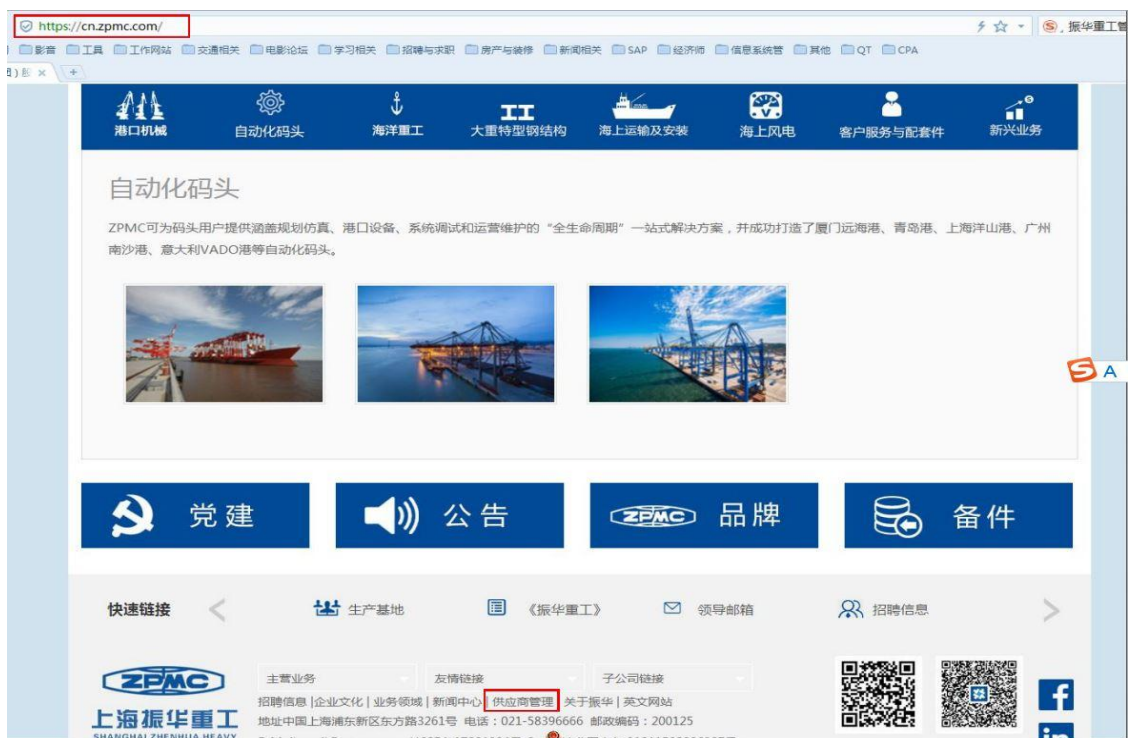 https://cn.zpmc.com/
振华重工管
影音 工具 工作网站 交通相关 电影论坛 学习相关 招聘与求职 房产与装修 新闻相关 SAP 经济师 信息系统管 其他 QT CPA
港口机械 自动化码头 海洋重工 大重特型钢结构 海上运输及安装 海上风电 客户服务与配套件 新兴业务
自动化码头
ZPMC可为码头用户提供涵盖规划仿真、港口设备、系统调试和运营维护的“全生命周期”一站式解决方案，并成功打造了厦门远海港、青岛港、上海洋山港、广州
南沙港、意大利VADO港等自动化码头。
A
党建 公告 ZPMC 品牌 备件
快速链接 生产基地 《振华重工》 领导邮箱 招聘信息
主营业务 友情链接 子公司链接
ZPMC
招聘信息 | 企业文化 | 业务领域 | 新闻中心 | 供应商管理 | 关于振华 | 英文网站
上海振华重工
地址中国上海浦东新区东方路3261号 电话：021-58396666 邮政编码：200125
SHANGHAI ZHENHUA HEAVY